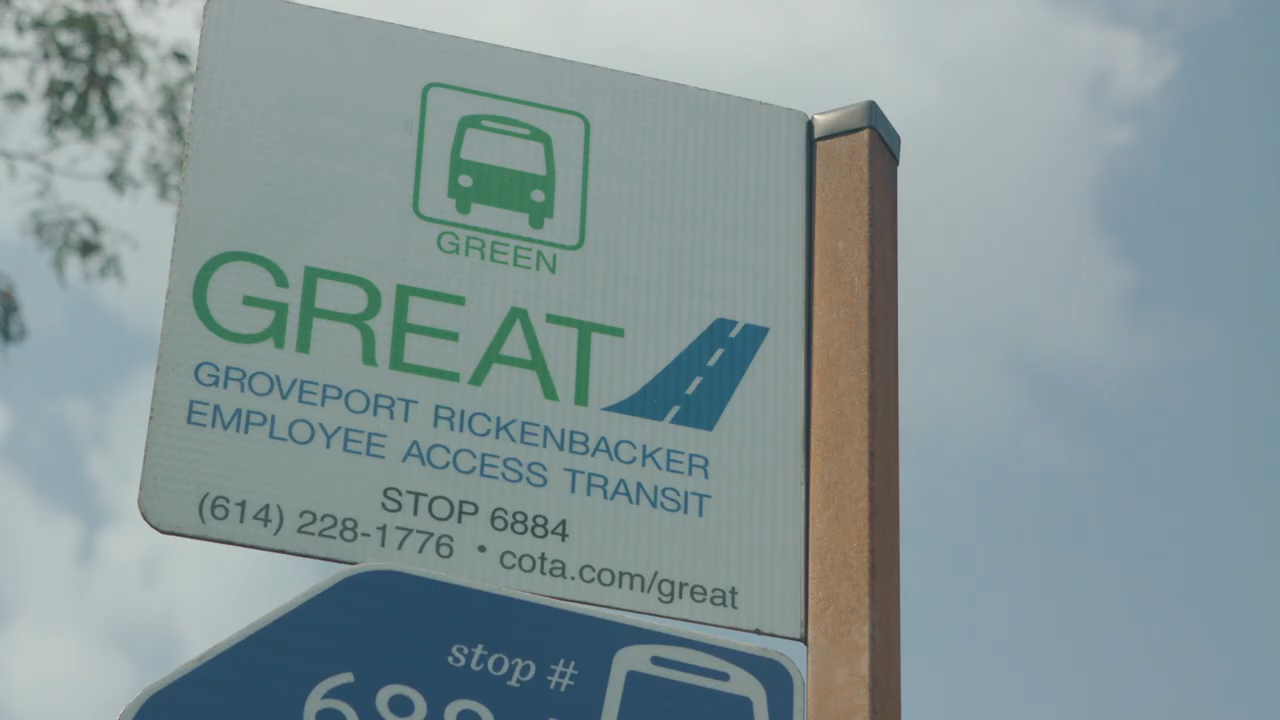 GREEN
GREAT
GROVEPORT RICKENBACKER
EMPLOYEE ACCESS TRANSIT
STOP 6884
(614) 228-1776 • cota.com/great
stop #